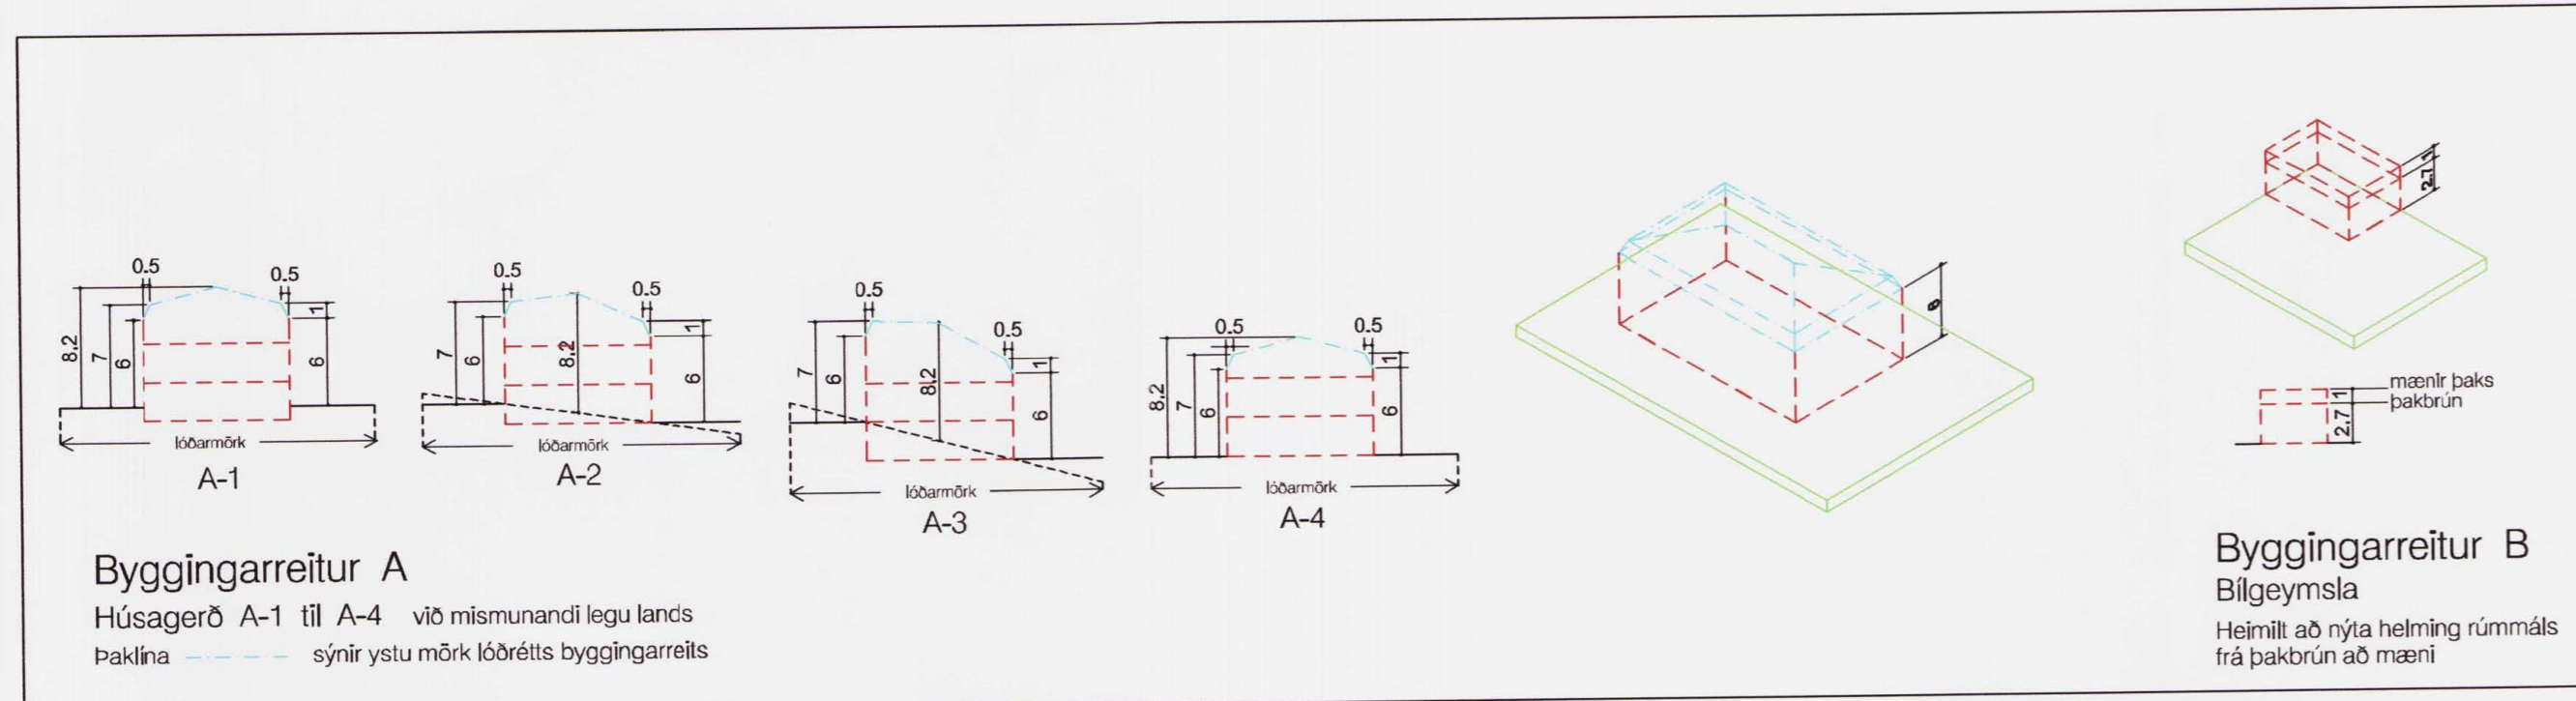 0.5
0.5
8.2
7
6
1
6
lóðarmörk
A-1
0.5
0.5
7
6
8.2
1
6
lóðarmörk
A-2
0.5
0.5
7
6
8.2
1
6
lóðarmörk
A-3
0.5
0.5
8.2
7
6
1
6
lóðarmörk
A-4
6
1
2.7
mænir þaks
þakbrún
1
2.7
Byggingarreitur A
Húsagerð A-1 til A-4 við mismunandi legu lands
Þaklína sýnir ystu mörk lóðrétts byggingarreits
Byggingarreitur B
Bílgeymsla
Heimilt að nýta helming rúmmáls
frá þakbrún að mæni